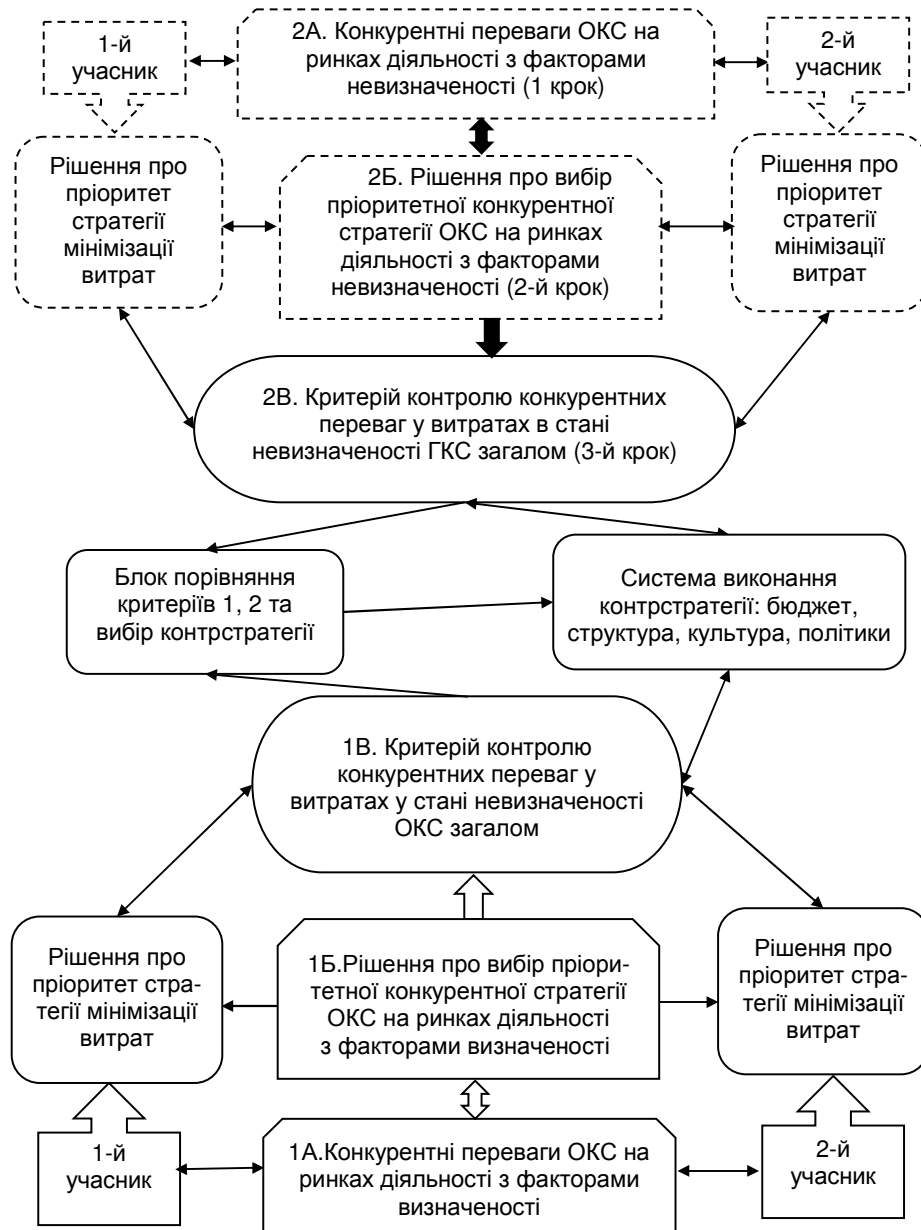 1-й
учасник
2А. Конкурентні переваги ОКС на
ринках діяльності з факторами
невизначеності (1 крок)
2-й
учасник
Рішення про
пріоритет
стратегії
мінімізації
витрат
2Б. Рішення про вибір
пріоритетної конкурентної
стратегії ОКС на ринках
діяльності з факторами
невизначеності (2-й крок)
Рішення про
пріоритет
стратегії
мінімізації
витрат
2В. Критерій контролю конкурентних
переваг у витратах в стані
невизначеності ГКС загалом (3-й крок)
Блок порівняння
критеріїв 1, 2 та
вибір контрстратегії
Система виконання
контрстратегії: бюджет,
структура, культура, політики
1В. Критерій контролю
конкурентних переваг у
витратах у стані невизначеності
ОКС загалом
Рішення про
пріоритет стра-
тегії мінімізації
витрат
1Б.Рішення про вибір пріори-
тетної конкурентної стратегії
ОКС на ринках діяльності
з факторами визначеності
Рішення про
пріоритет стра-
тегії мінімізації
витрат
1-й
учасник
1А.Конкурентні переваги ОКС на
ринках діяльності з факторами
визначеності
2-й
учасник